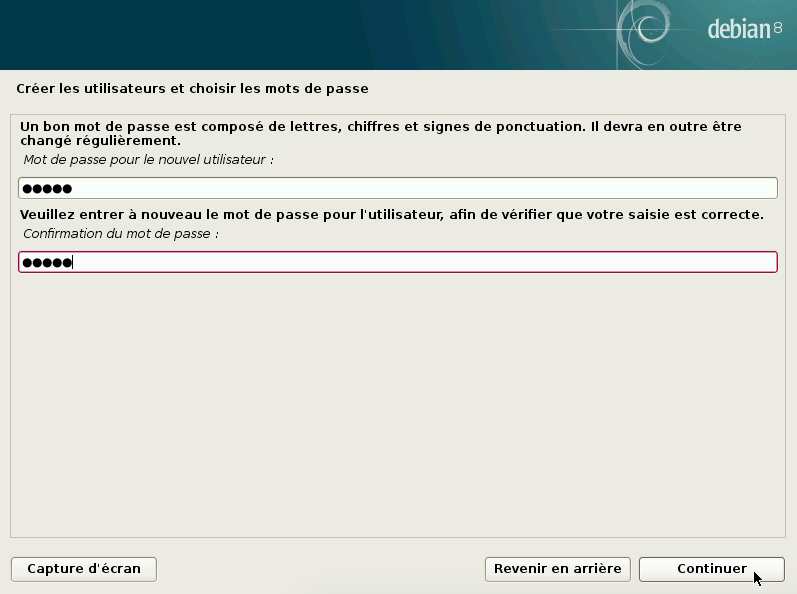 debian 8
Créer les utilisateurs et choisir les mots de passe
Un bon mot de passe est composé de lettres, chiffres et signes de ponctuation. Il devra en outre être
changé régulièrement.
Mot de passe pour le nouvel utilisateur :
●●●●●
Veuillez entrer à nouveau le mot de passe pour l'utilisateur, afin de vérifier que votre saisie est correcte.
Confirmation du mot de passe :
●●●●●
Capture d'écran
Revenir en arrière
Continuer